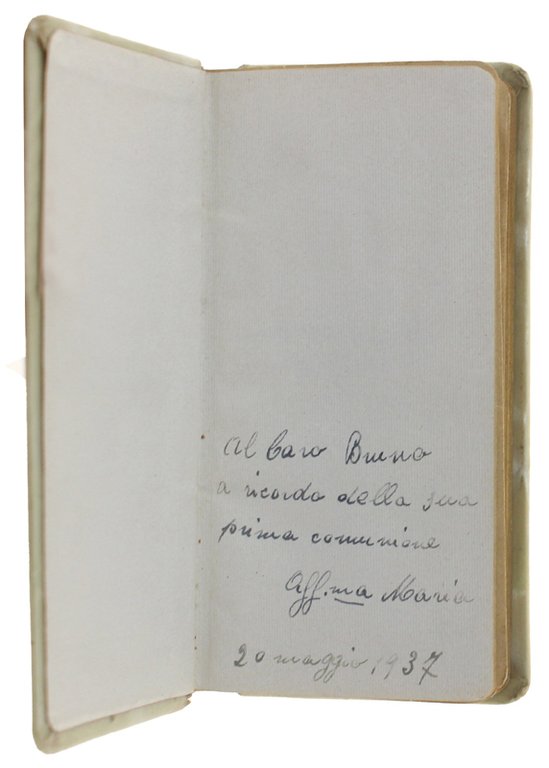 Al Caro Bruno
a ricordo della sua
prima comunione
Aff.ma Maria
20 maggio 1937